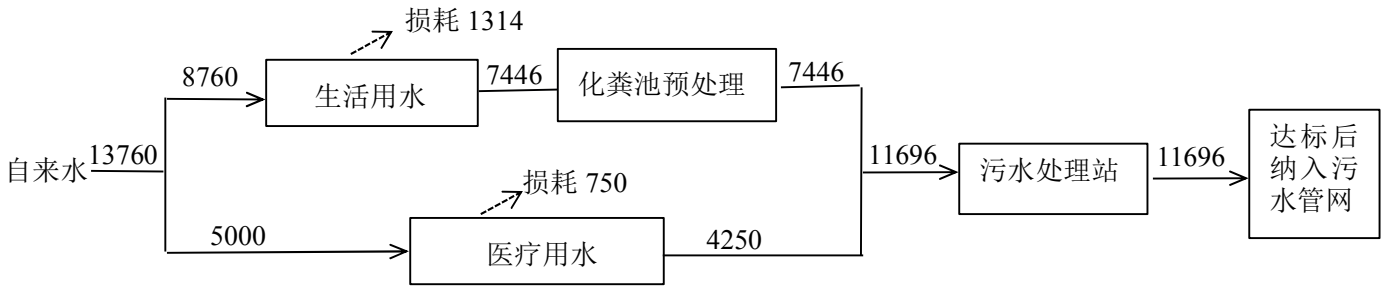 损耗 1314
8760
生活用水
7446
化粪池预处理
7446
自来水
13760
损耗 750
5000
医疗用水
4250
11696
污水处理站
11696
达标后
纳入污
水管网